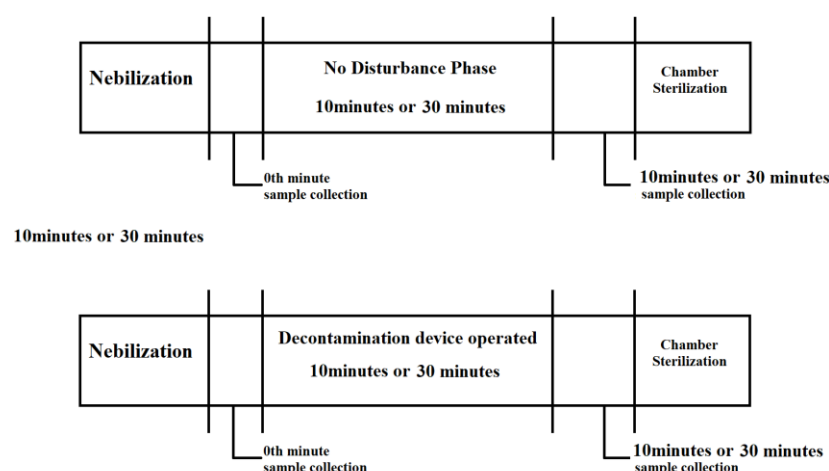 Nebilization
No Disturbance Phase
10minutes or 30 minutes
Chamber
Sterilization
0th minute
sample collection
10minutes or 30 minutes
sample collection
10minutes or 30 minutes
Nebilization
Decontamination device operated
10minutes or 30 minutes
Chamber
Sterilization
0th minute
sample collection
10minutes or 30 minutes
sample collection